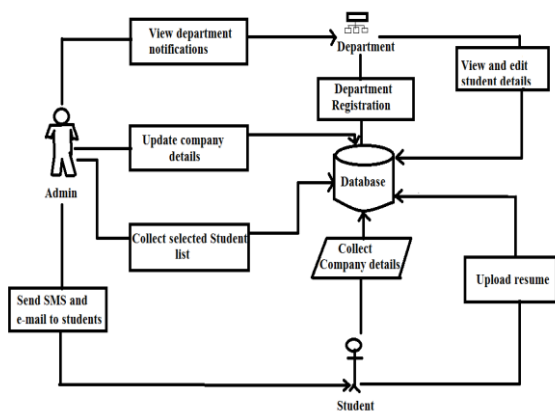 View department
notifications
Department
View and edit
student details
Department
Registration
Update company
details
Admin
Database
Collect selected Student
list
Collect
Company details
Send SMS and
e-mail to students
Upload resume
Student